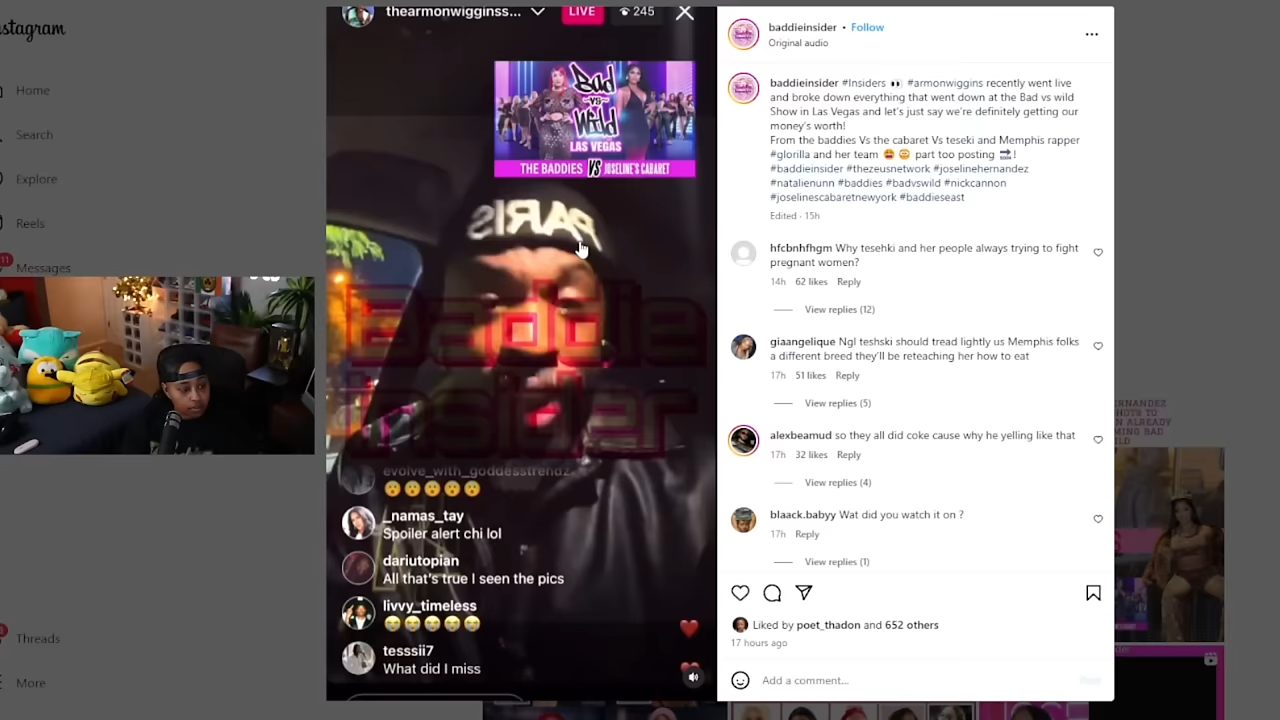 stagram
Home
Search
Explore
Reels
11
Messages
Threads
More
thearmonwigginss...
LIVE
245
Bad
-VS-
Wild
LAS VEGAS
THE BADDIES VS JOSELINE'S CABARET
PARIS
baddie
insider
evolve_with_goddesstrendz
😮😮😮😮😮
_namas_tay
Spoiler alert chi lol
dariutopian
All that's true I seen the pics
livvy_timeless
😭😭😭😭😭
tesssii7
What did I miss
baddieinsider • Follow
Original audio
baddieinsider #Insiders 👀 #armonwiggins recently went live
and broke down everything that went down at the Bad vs wild
Show in Las Vegas and let's just say we're definitely getting our
money's worth!
From the baddies Vs the cabaret Vs teseki and Memphis rapper
#glorilla and her team 😩 😳 part too posting 🔜!
#baddieinsider #thezeusnetwork #joselinehernandez
#natalienunn #baddies #badvswild #nickcannon
#joselinescabaretnewyork #baddieseast
Edited · 15h
hfcbnhfhgm Why tesehki and her people always trying to fight
pregnant women?
14h 62 likes Reply
View replies (12)
giaangelique Ngl teshski should tread lightly us Memphis folks
a different breed they'll be reteaching her how to eat
17h 51 likes Reply
View replies (5)
alexbeamud so they all did coke cause why he yelling like that
17h 32 likes Reply
View replies (4)
blaack.babyy Wat did you watch it on ?
17h Reply
View replies (1)
Liked by poet_thadon and 652 others
17 hours ago
Add a comment...
Post